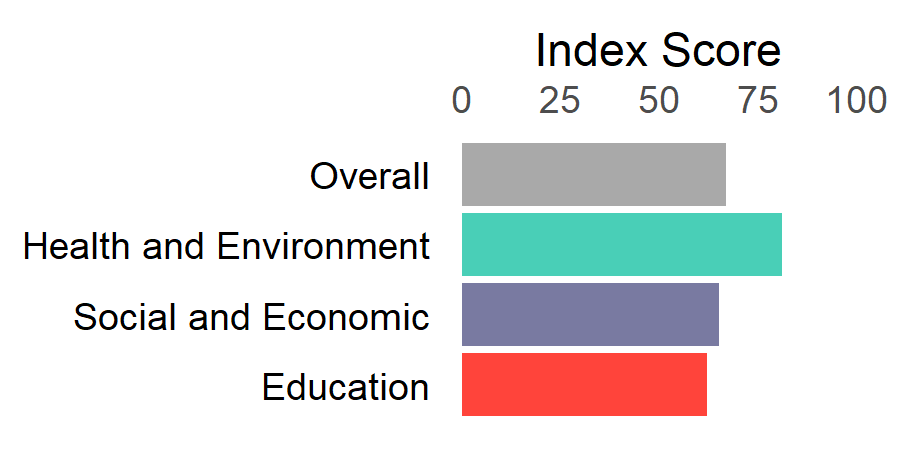 Index Score
0 25 50 75 100
Overall
Health and Environment
Social and Economic
Education